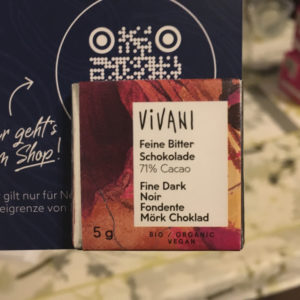 ViVANI
Feine Bitter
Schokolade
71% Cacao
Fine Dark
Noir
Fondente
Mörk Choklad
5 g
BIO / ORGANIC
VEGAN
geht's
Shop!
gilt nur für
von